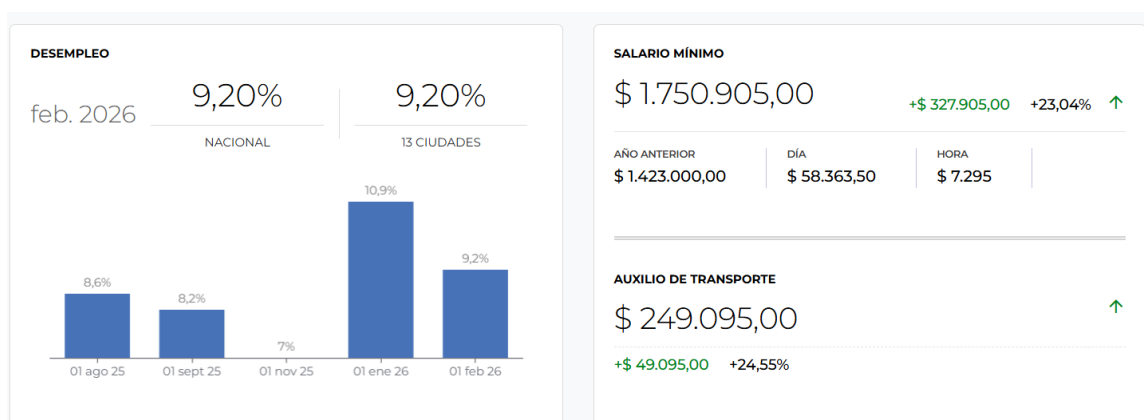 DESEMPLEO
feb. 2026
9,20%
NACIONAL
9,20%
13 CIUDADES
10,9%
9,2%
8,6%
8,2%
7%
01 ago 25 01 sept 25 01 nov 25 01 ene 26 01 feb 26
SALARIO MÍNIMO
$ 1.750.905,00 +$ 327.905,00 +23,04% ↑
AÑO ANTERIOR DÍA HORA
$ 1.423.000,00 $ 58.363,50 $ 7.295
AUXILIO DE TRANSPORTE
$ 249.095,00 ↑
+$ 49.095,00 +24,55%